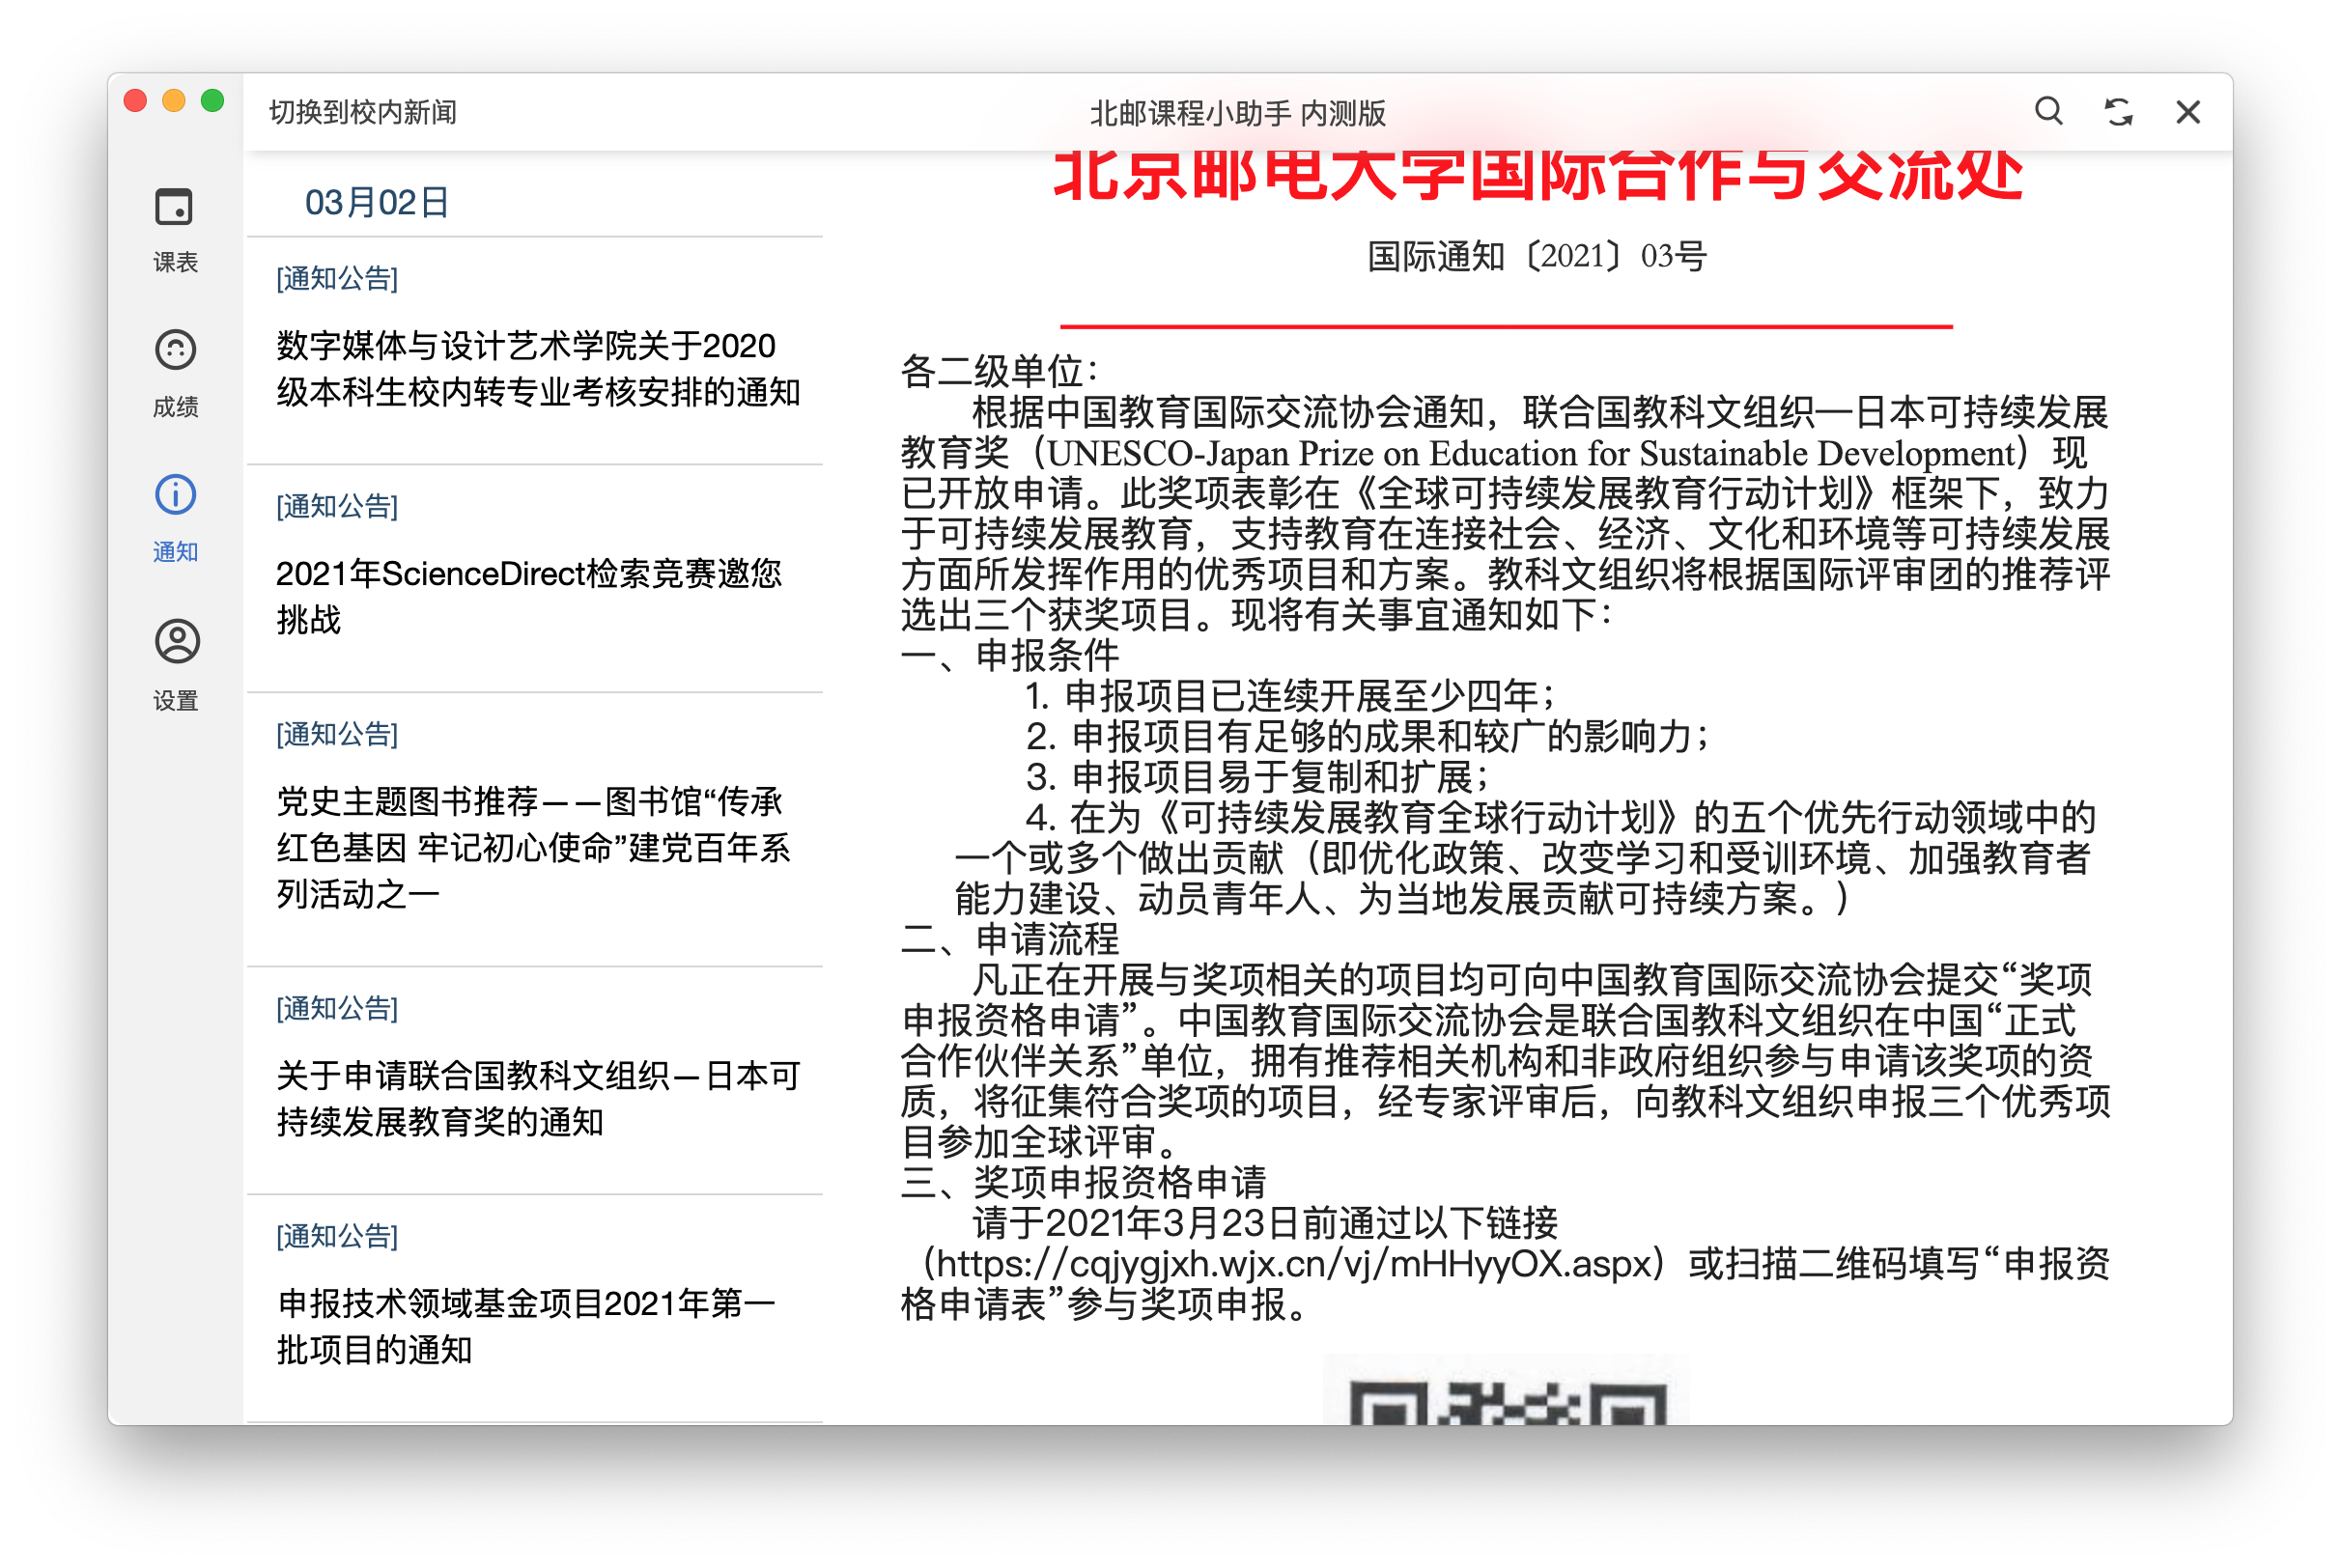 切换到校内新闻
北邮课程小助手 内测版
课表
成绩
通知
设置
03月02日
[通知公告]
数字媒体与设计艺术学院关于2020
级本科生校内转专业考核安排的通知
[通知公告]
2021年ScienceDirect检索竞赛邀您
挑战
[通知公告]
党史主题图书推荐——图书馆“传承
红色基因 牢记初心使命”建党百年系
列活动之一
[通知公告]
关于申请联合国教科文组织—日本可
持续发展教育奖的通知
[通知公告]
申报技术领域基金项目2021年第一
批项目的通知
北京邮电大学国际合作与交流处
国际通知〔2021〕03号
各二级单位：
根据中国教育国际交流协会通知，联合国教科文组织—日本可持续发展
教育奖（UNESCO-Japan Prize on Education for Sustainable Development）现
已开放申请。此奖项表彰在《全球可持续发展教育行动计划》框架下，致力
于可持续发展教育，支持教育在连接社会、经济、文化和环境等可持续发展
方面所发挥作用的优秀项目和方案。教科文组织将根据国际评审团的推荐评
选出三个获奖项目。现将有关事宜通知如下：
一、申报条件
1. 申报项目已连续开展至少四年；
2. 申报项目有足够的成果和较广的影响力；
3. 申报项目易于复制和扩展；
4. 在为《可持续发展教育全球行动计划》的五个优先行动领域中的
一个或多个做出贡献（即优化政策、改变学习和受训环境、加强教育者
能力建设、动员青年人、为当地发展贡献可持续方案。）
二、申请流程
凡正在开展与奖项相关的项目均可向中国教育国际交流协会提交“奖项
申报资格申请”。中国教育国际交流协会是联合国教科文组织在中国“正式
合作伙伴关系”单位，拥有推荐相关机构和非政府组织参与申请该奖项的资
质，将征集符合奖项的项目，经专家评审后，向教科文组织申报三个优秀项
目参加全球评审。
三、奖项申报资格申请
请于2021年3月23日前通过以下链接
（https://cqjygjxh.wjx.cn/vj/mHHyyOX.aspx）或扫描二维码填写“申报资
格申请表”参与奖项申报。